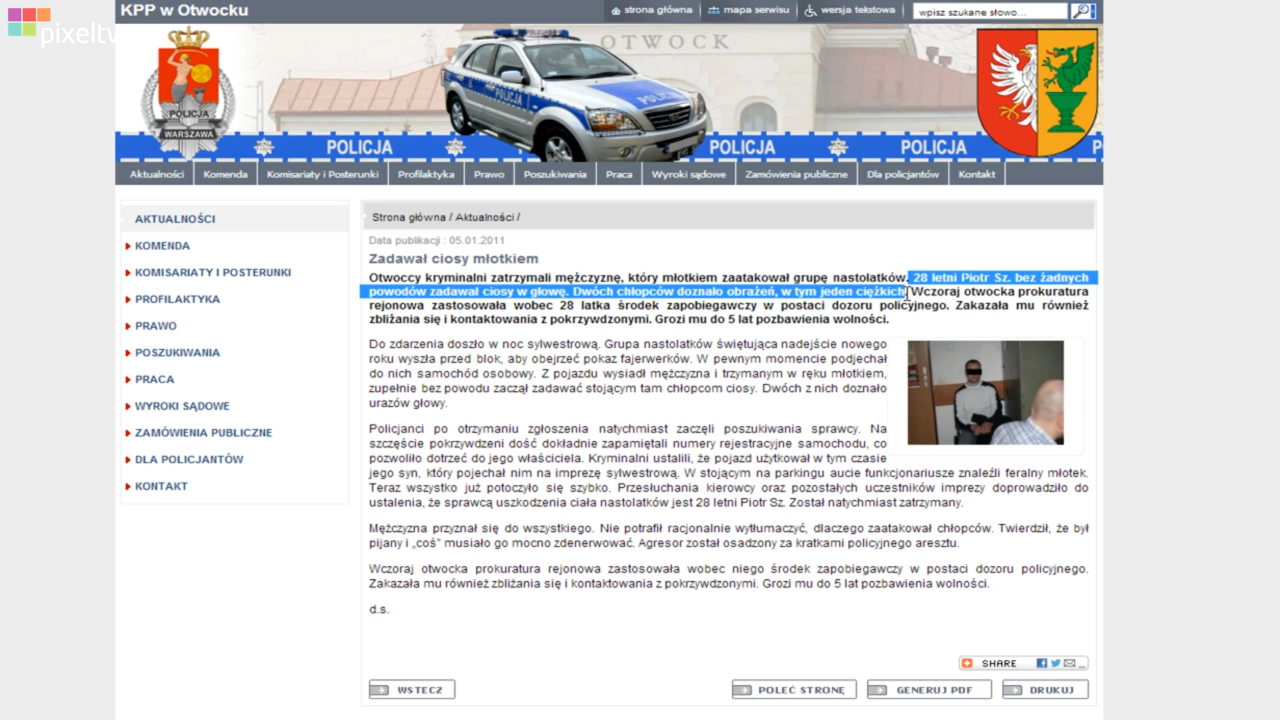 KPP w Otwocku
strona główna
mapa serwisu
wersja tekstowa
wpisz szukane słowo...
pixeltv
OTWOCK
POLICJA
WARSZAWA
POLICJA
POLICJA
POLICJA
POLICJA
POLICJA
P
Aktualności
Komenda
Komisariaty i Posterunki
Profilaktyka
Prawo
Poszukiwania
Praca
Wyroki sądowe
Zamówienia publiczne
Dla policjantów
Kontakt
AKTUALNOŚCI
KOMENDA
KOMISARIATY I POSTERUNKI
PROFILAKTYKA
PRAWO
POSZUKIWANIA
PRACA
WYROKI SĄDOWE
ZAMÓWIENIA PUBLICZNE
DLA POLICJANTÓW
KONTAKT
Strona główna / Aktualności /
Data publikacji : 05.01.2011
Zadawał ciosy młotkiem
Otwoccy kryminalni zatrzymali mężczyznę, który młotkiem zaatakował grupę nastolatków. 28 letni Piotr Sz. bez żadnych
powodów zadawał ciosy w głowę. Dwóch chłopców doznało obrażeń, w tym jeden ciężkich. Wczoraj otwocka prokuratura
rejonowa zastosowała wobec 28 latka środek zapobiegawczy w postaci dozoru policyjnego. Zakazała mu również
zbliżania się i kontaktowania z pokrzywdzonymi. Grozi mu do 5 lat pozbawienia wolności.
Do zdarzenia doszło w noc sylwestrową. Grupa nastolatków świętująca nadejście nowego
roku wyszła przed blok, aby obejrzeć pokaz fajerwerków. W pewnym momencie podjechał
do nich samochód osobowy. Z pojazdu wysiadł mężczyzna i trzymanym w ręku młotkiem,
zupełnie bez powodu zaczął zadawać stojącym tam chłopcom ciosy. Dwóch z nich doznało
urazów głowy.
Policjanci po otrzymaniu zgłoszenia natychmiast zaczęli poszukiwania sprawcy. Na
szczęście pokrzywdzeni dość dokładnie zapamiętali numery rejestracyjne samochodu, co
pozwoliło dotrzeć do jego właściciela. Kryminalni ustalili, że pojazd użytkował w tym czasie
jego syn, który pojechał nim na imprezę sylwestrową. W stojącym na parkingu aucie funkcjonariusze znaleźli feralny młotek.
Teraz wszystko już potoczyło się szybko. Przesłuchania kierowcy oraz pozostałych uczestników imprezy doprowadziło do
ustalenia, że sprawcą uszkodzenia ciała nastolatków jest 28 letni Piotr Sz. Został natychmiast zatrzymany.
Mężczyzna przyznał się do wszystkiego. Nie potrafił racjonalnie wytłumaczyć, dlaczego zaatakował chłopców. Twierdził, że był
pijany i „coś” musiało go mocno zdenerwować. Agresor został osadzony za kratkami policyjnego aresztu.
Wczoraj otwocka prokuratura rejonowa zastosowała wobec niego środek zapobiegawczy w postaci dozoru policyjnego.
Zakazała mu również zbliżania się i kontaktowania z pokrzywdzonymi. Grozi mu do 5 lat pozbawienia wolności.
d.s.
SHARE
WSTECZ
POLEĆ STRONĘ
GENERUJ PDF
DRUKUJ